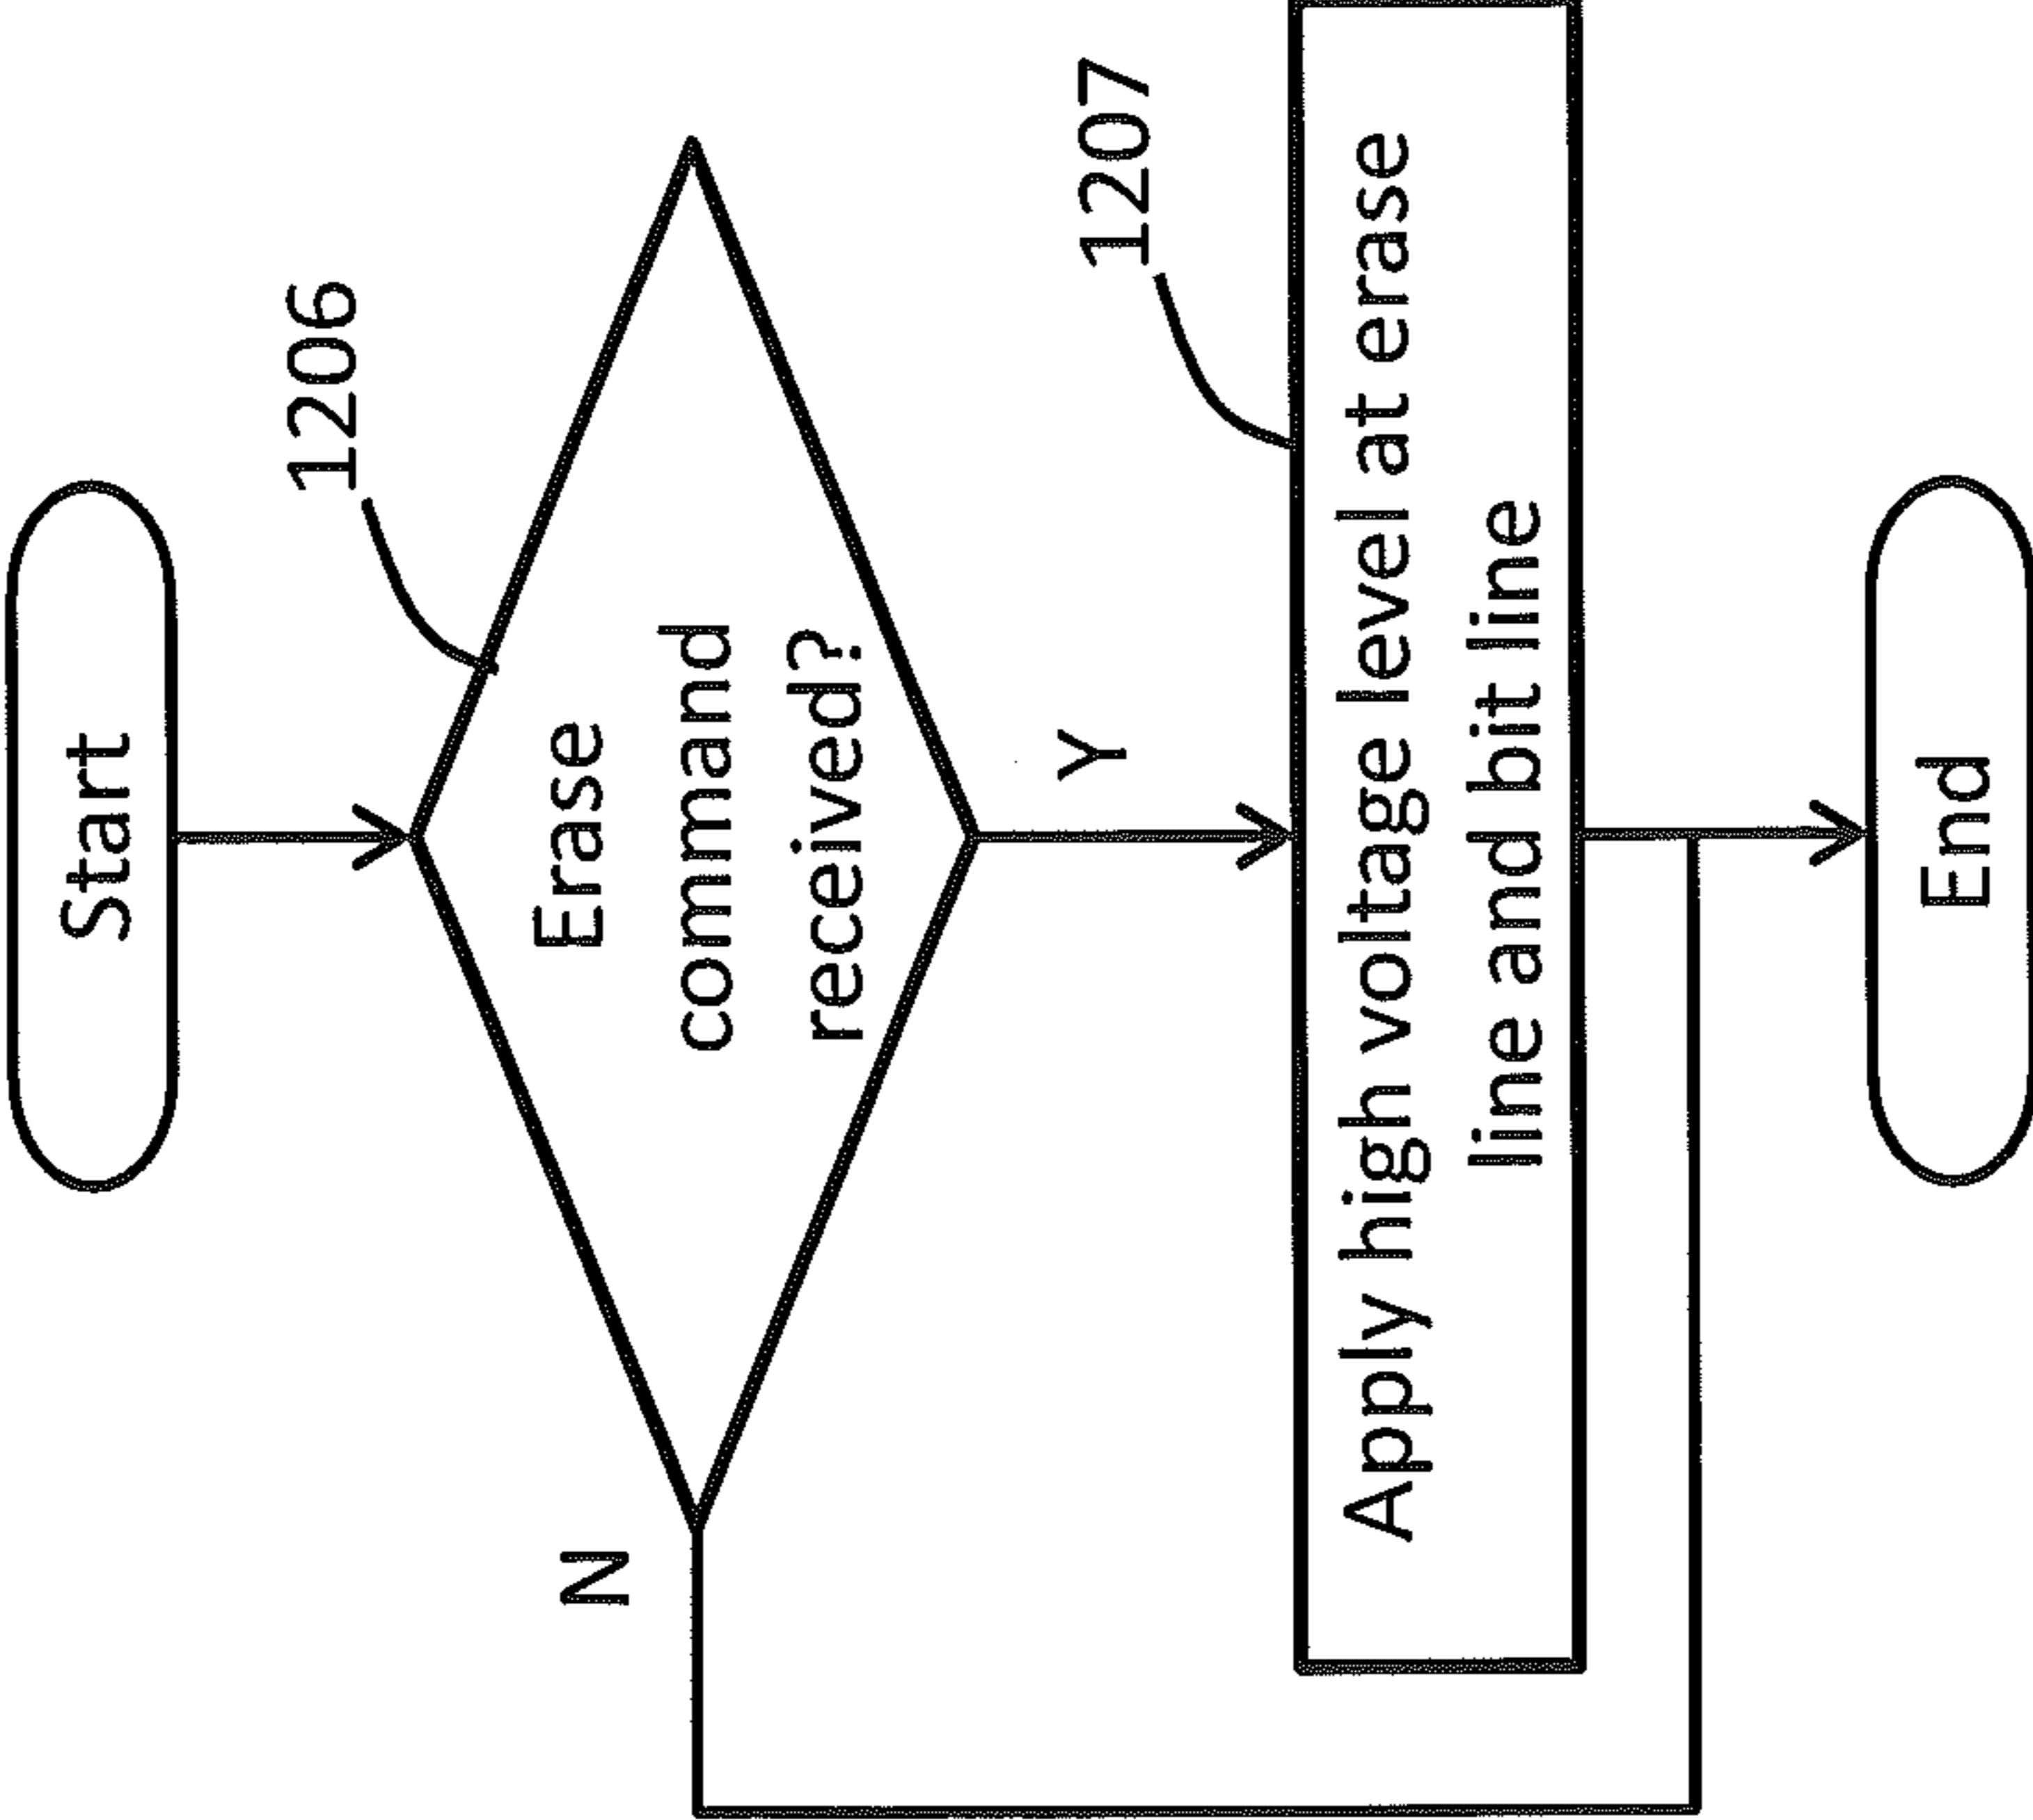 Start
1206
Erase
command
received?
N
Y
1207
Apply high voltage level at erase
line and bit line
End